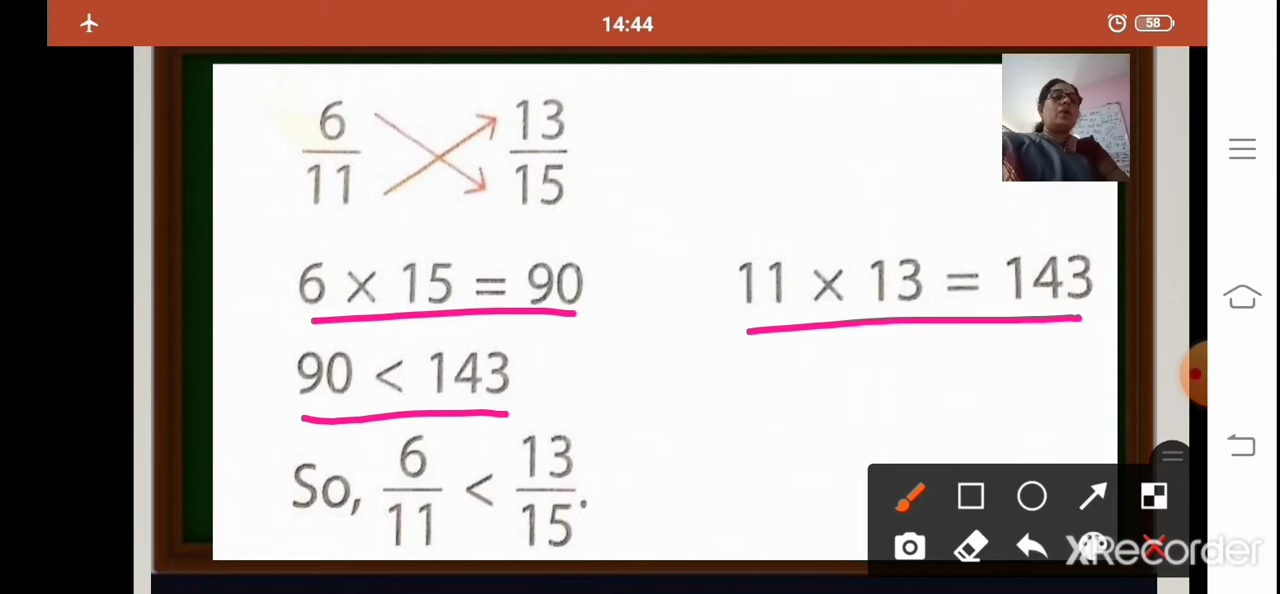 14:44
58
6/11 13/15
6 × 15 = 90 11 × 13 = 143
90 < 143
So, 6/11 < 13/15.
XRecorder